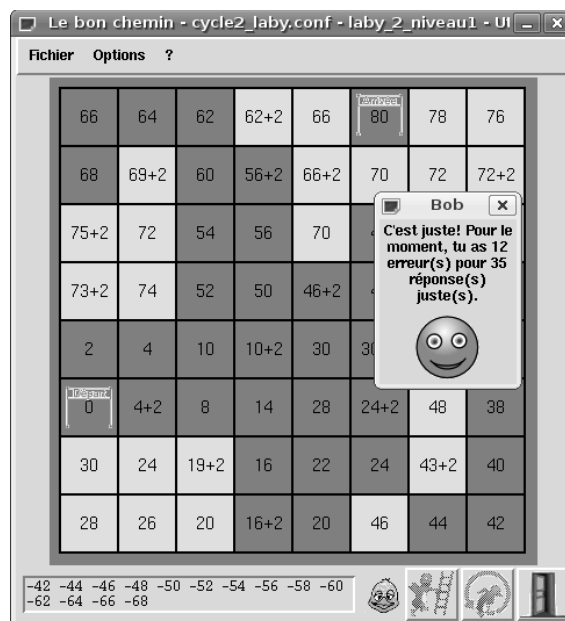 Le bon chemin - cycle2_laby.conf - laby_2_niveau1 - Ul
Fichier Options ?
66 64 62 62+2 66 Arrivée! 80 78 76
68 69+2 60 56+2 66+2 70 72 72+2
75+2 72 54 56 70
73+2 74 52 50 46+2
2 4 10 10+2 30
Départ 0 4+2 8 14 28 24+2 48 38
30 24 19+2 16 22 24 43+2 40
28 26 20 16+2 20 46 44 42
Bob
C'est juste! Pour le
moment, tu as 12
erreur(s) pour 35
réponse(s)
juste(s).
-42 -44 -46 -48 -50 -52 -54 -56 -58 -60
-62 -64 -66 -68